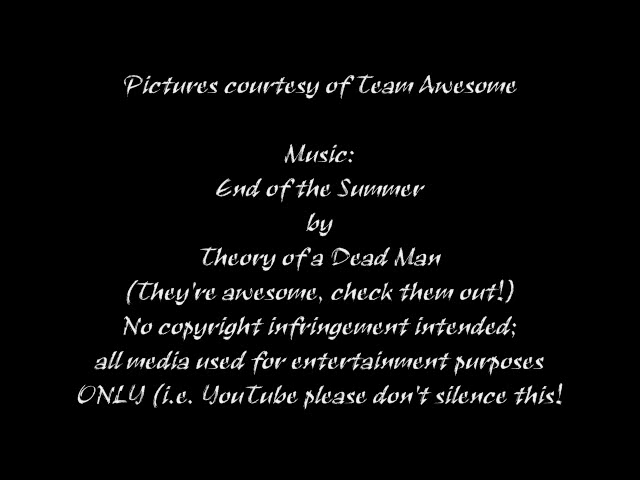 Pictures courtesy of Team Awesome
Music:
End of the Summer
by
Theory of a Dead Man
(They're awesome, check them out!)
No copyright infringement intended;
all media used for entertainment purposes
ONLY (i.e. YouTube please don't silence this!